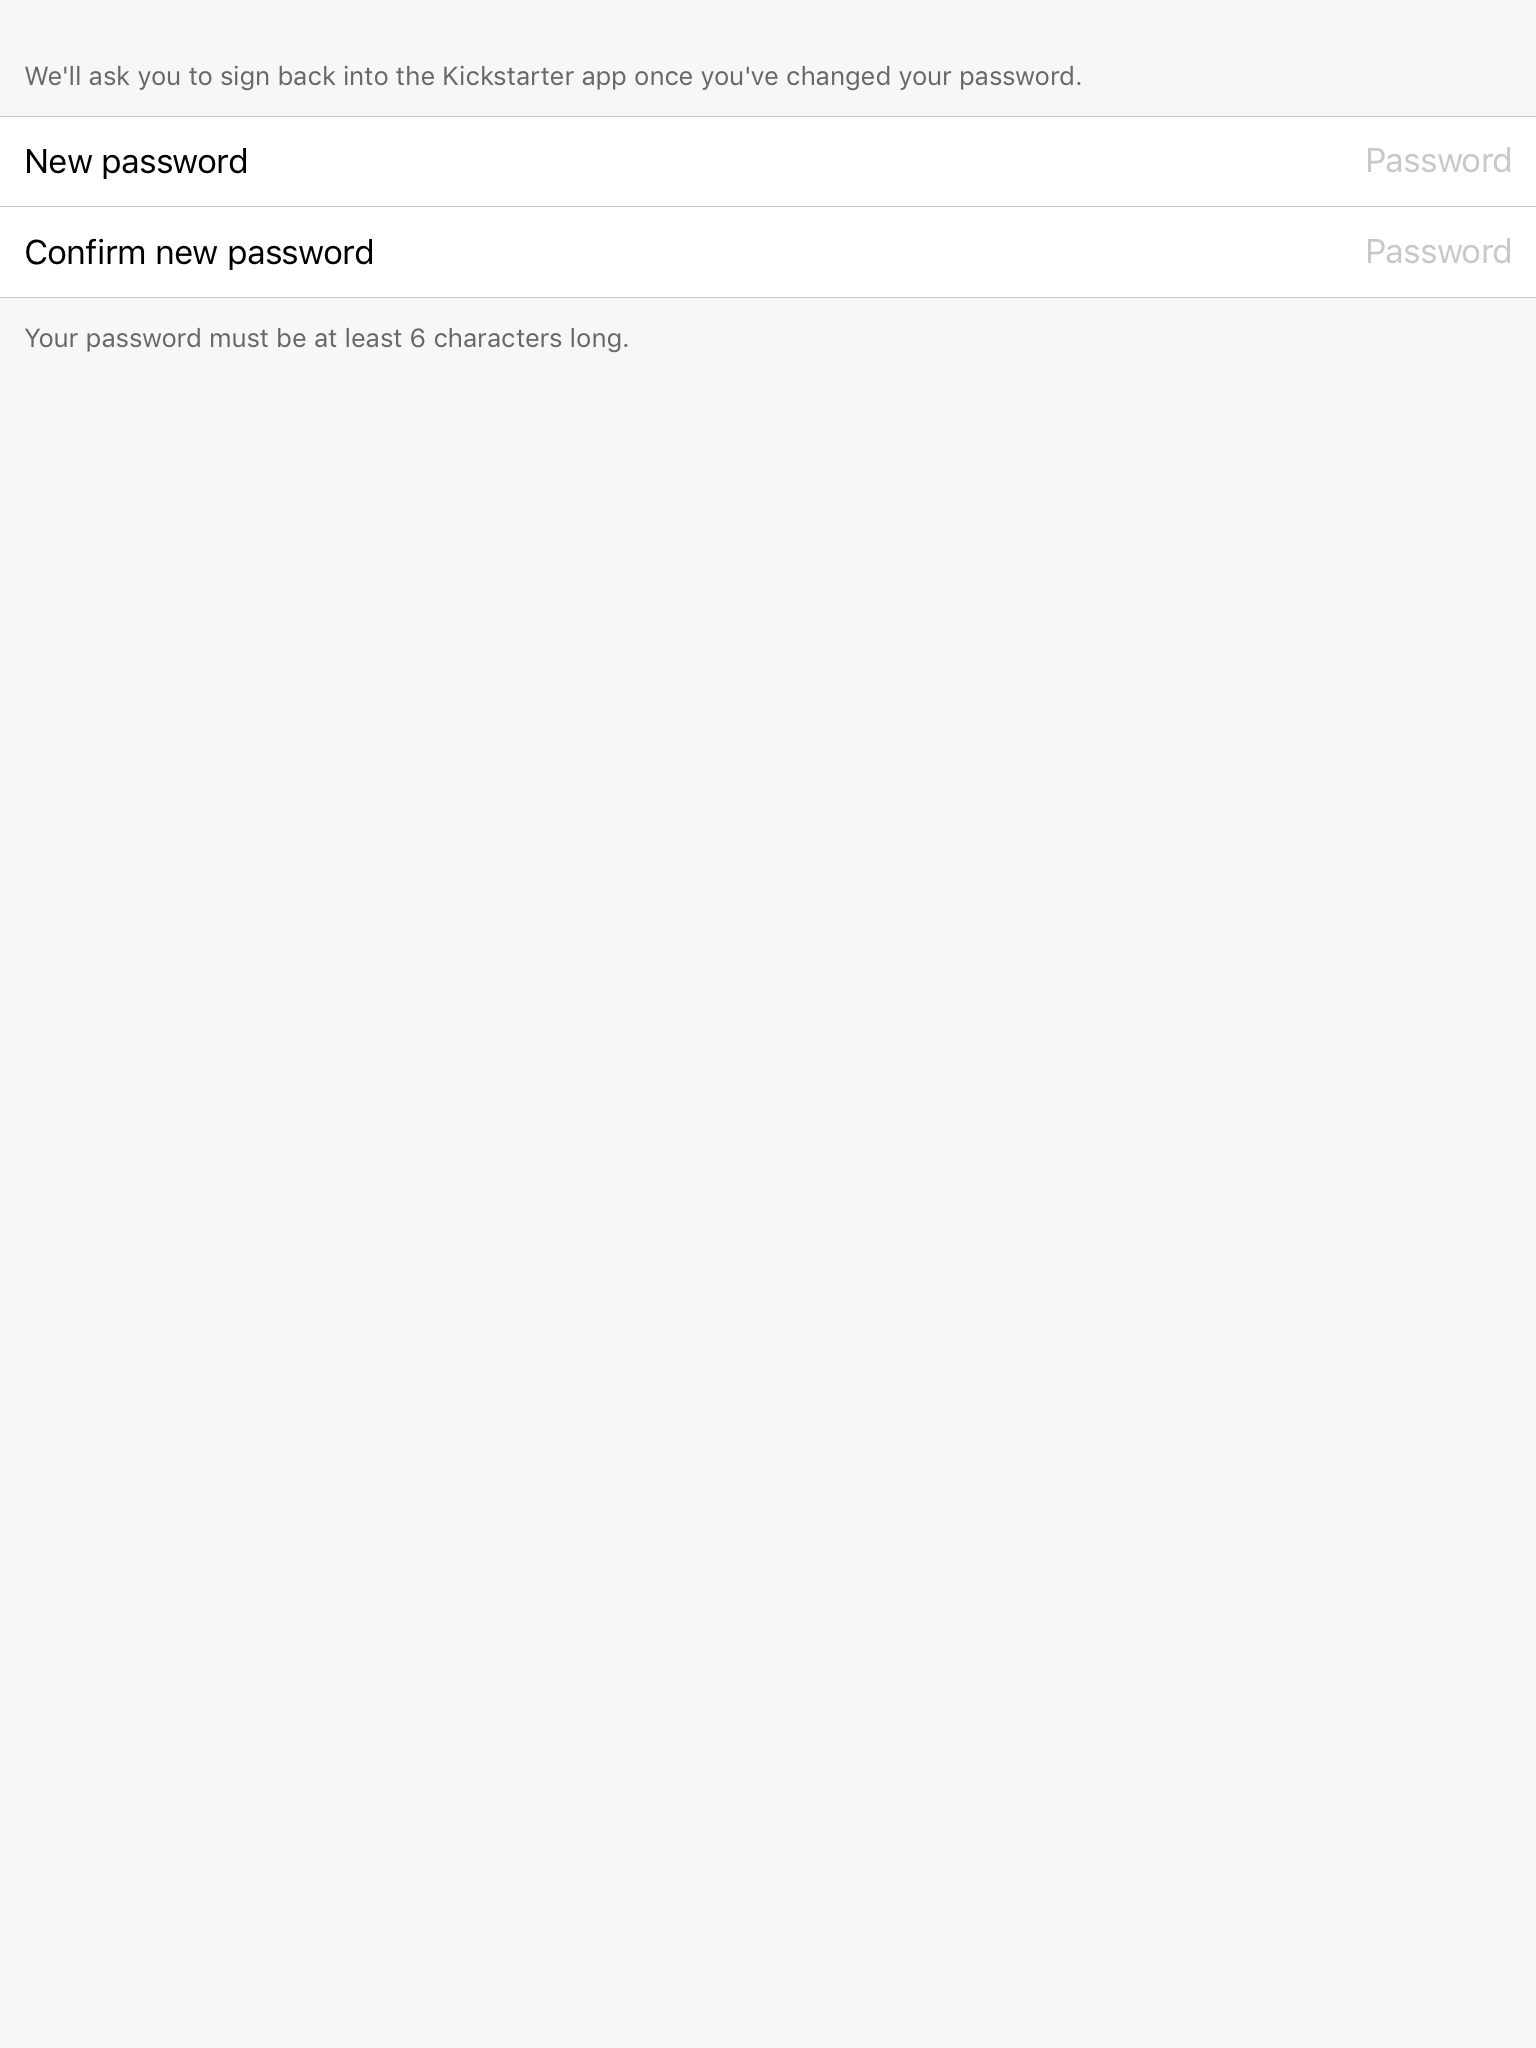 We'll ask you to sign back into the Kickstarter app once you've changed your password.
New password Password
Confirm new password Password
Your password must be at least 6 characters long.